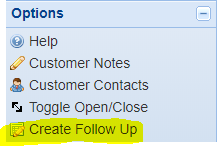 Options
Help
Customer Notes
Customer Contacts
Toggle Open/Close
Create Follow Up